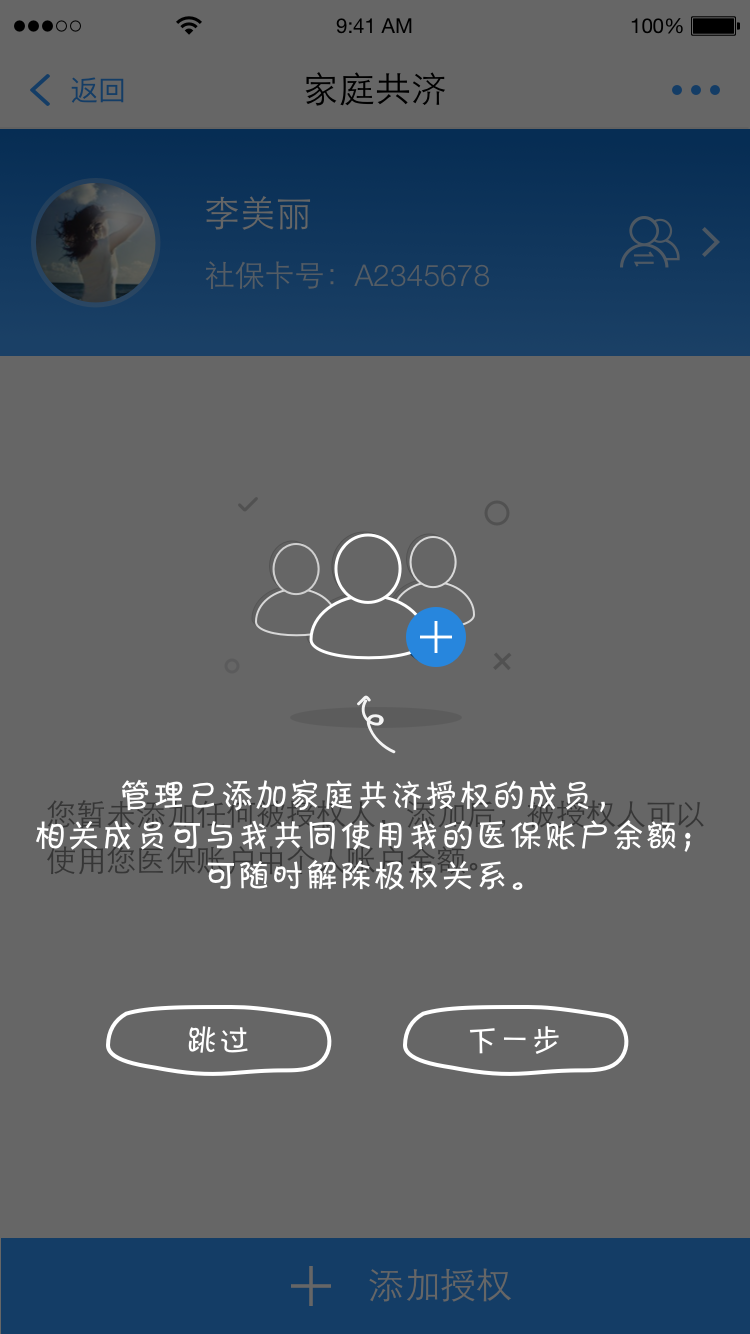 9:41 AM 100%
返回 家庭共济
李美丽
社保卡号：A2345678
管理已添加家庭共济授权的成员，
您暂未添加任何被授权人，添加后，被授权人可以
相关成员可与我共同使用我的医保账户余额；
使用您医保账户中个人账户余额。
可随时解除极权关系。
跳过 下一步
添加授权